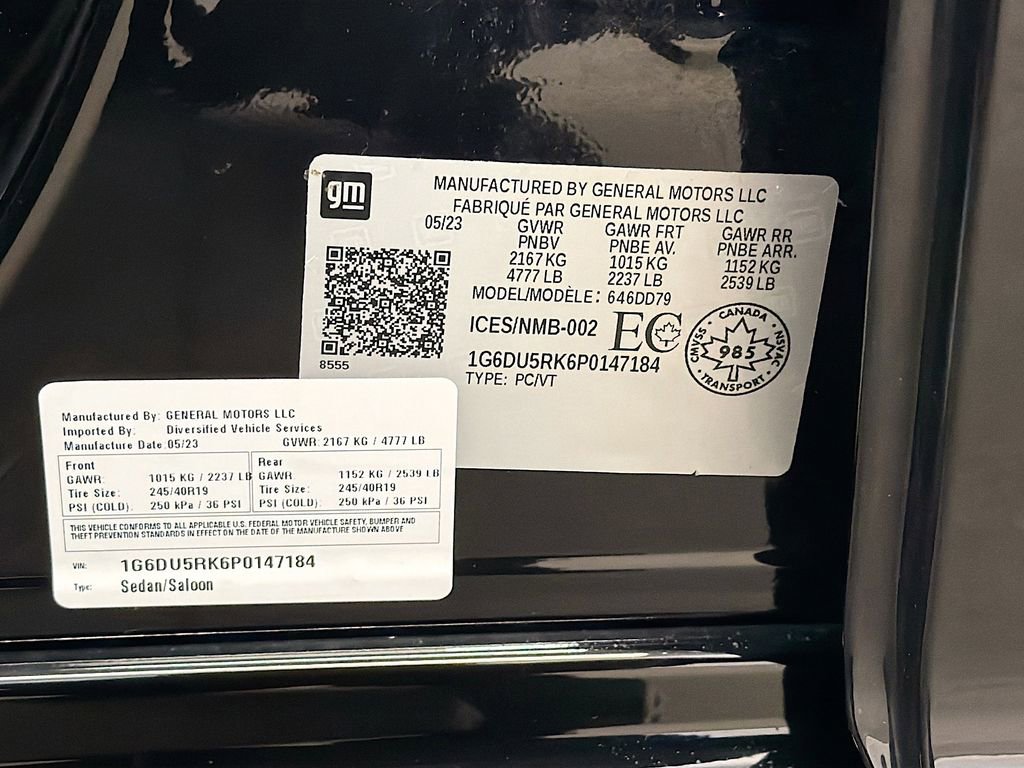 gm
MANUFACTURED BY GENERAL MOTORS LLC
FABRIQUÉ PAR GENERAL MOTORS LLC
05/23 GVWR GAWR FRT GAWR RR
PNBV PNBE AV. PNBE ARR.
2167 KG 1015 KG 1152 KG
4777 LB 2237 LB 2539 LB
MODEL/MODÈLE: 646DD79
ICES/NMB-002 EC
1G6DU5RK6P0147184
TYPE: PC/VT
8555
CANADA
CMVSS 985 NSVAC
TRANSPORT
Manufactured By: GENERAL MOTORS LLC
Imported By: Diversified Vehicle Services
Manufacture Date:05/23 GVWR: 2167 KG / 4777 LB
Front Rear
GAWR: 1015 KG / 2237 LB GAWR: 1152 KG / 2539 LB
Tire Size: 245/40R19 Tire Size: 245/40R19
PSI (COLD): 250 kPa / 36 PSI PSI (COLD): 250 kPa / 36 PSI
THIS VEHICLE CONFORMS TO ALL APPLICABLE U.S. FEDERAL MOTOR VEHICLE SAFETY, BUMPER AND
THEFT PREVENTION STANDARDS IN EFFECT ON THE DATE OF THE MANUFACTURE SHOWN ABOVE
VIN: 1G6DU5RK6P0147184
Type: Sedan/Saloon